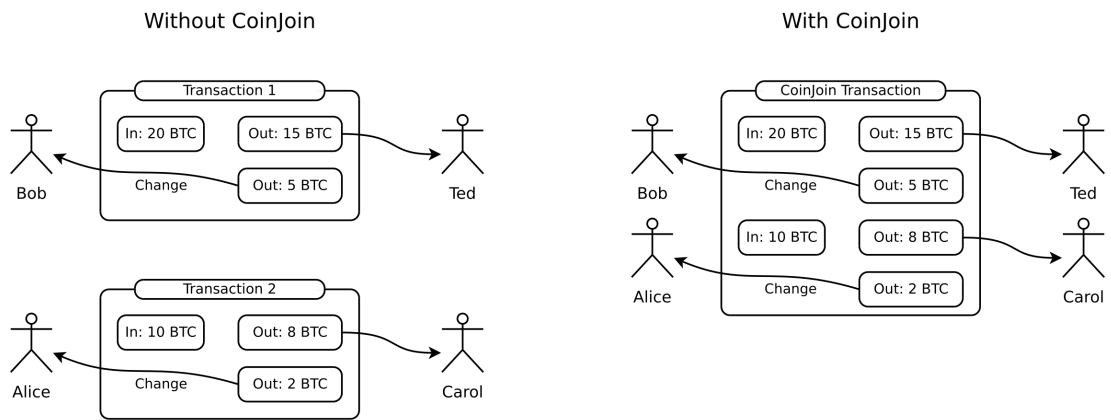 Without CoinJoin
Transaction 1
In: 20 BTC
Out: 15 BTC
Change
Out: 5 BTC
Bob
Ted
Transaction 2
In: 10 BTC
Out: 8 BTC
Change
Out: 2 BTC
Alice
Carol
With CoinJoin
CoinJoin Transaction
In: 20 BTC
Out: 15 BTC
Change
Out: 5 BTC
Bob
Ted
In: 10 BTC
Out: 8 BTC
Change
Out: 2 BTC
Alice
Carol